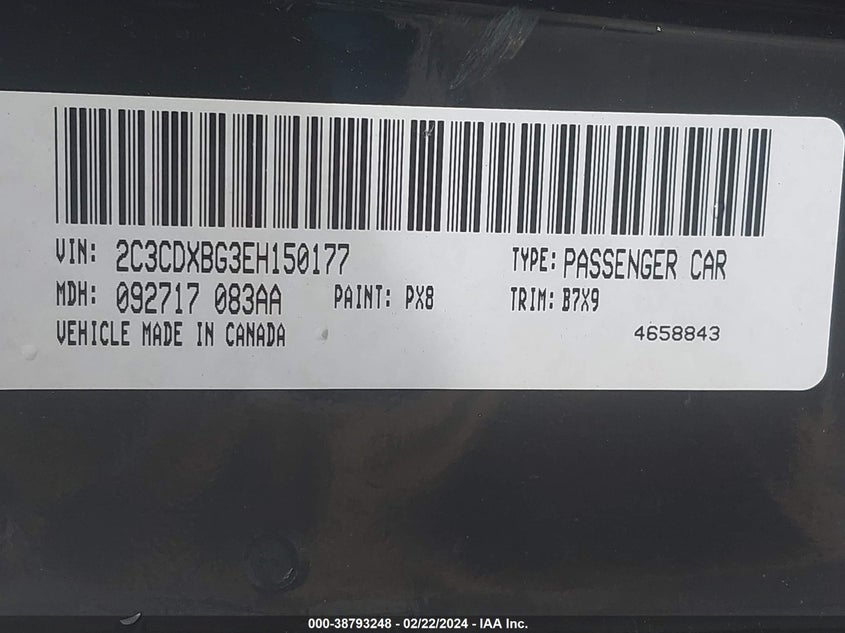 VIN: 2C3CDXBG3EH150177 TYPE: PASSENGER CAR
MDH: 092717 083AA PAINT: PX8 TRIM: B7X9
VEHICLE MADE IN CANADA 4658843
000-38793248 - 02/22/2024 - IAA Inc.